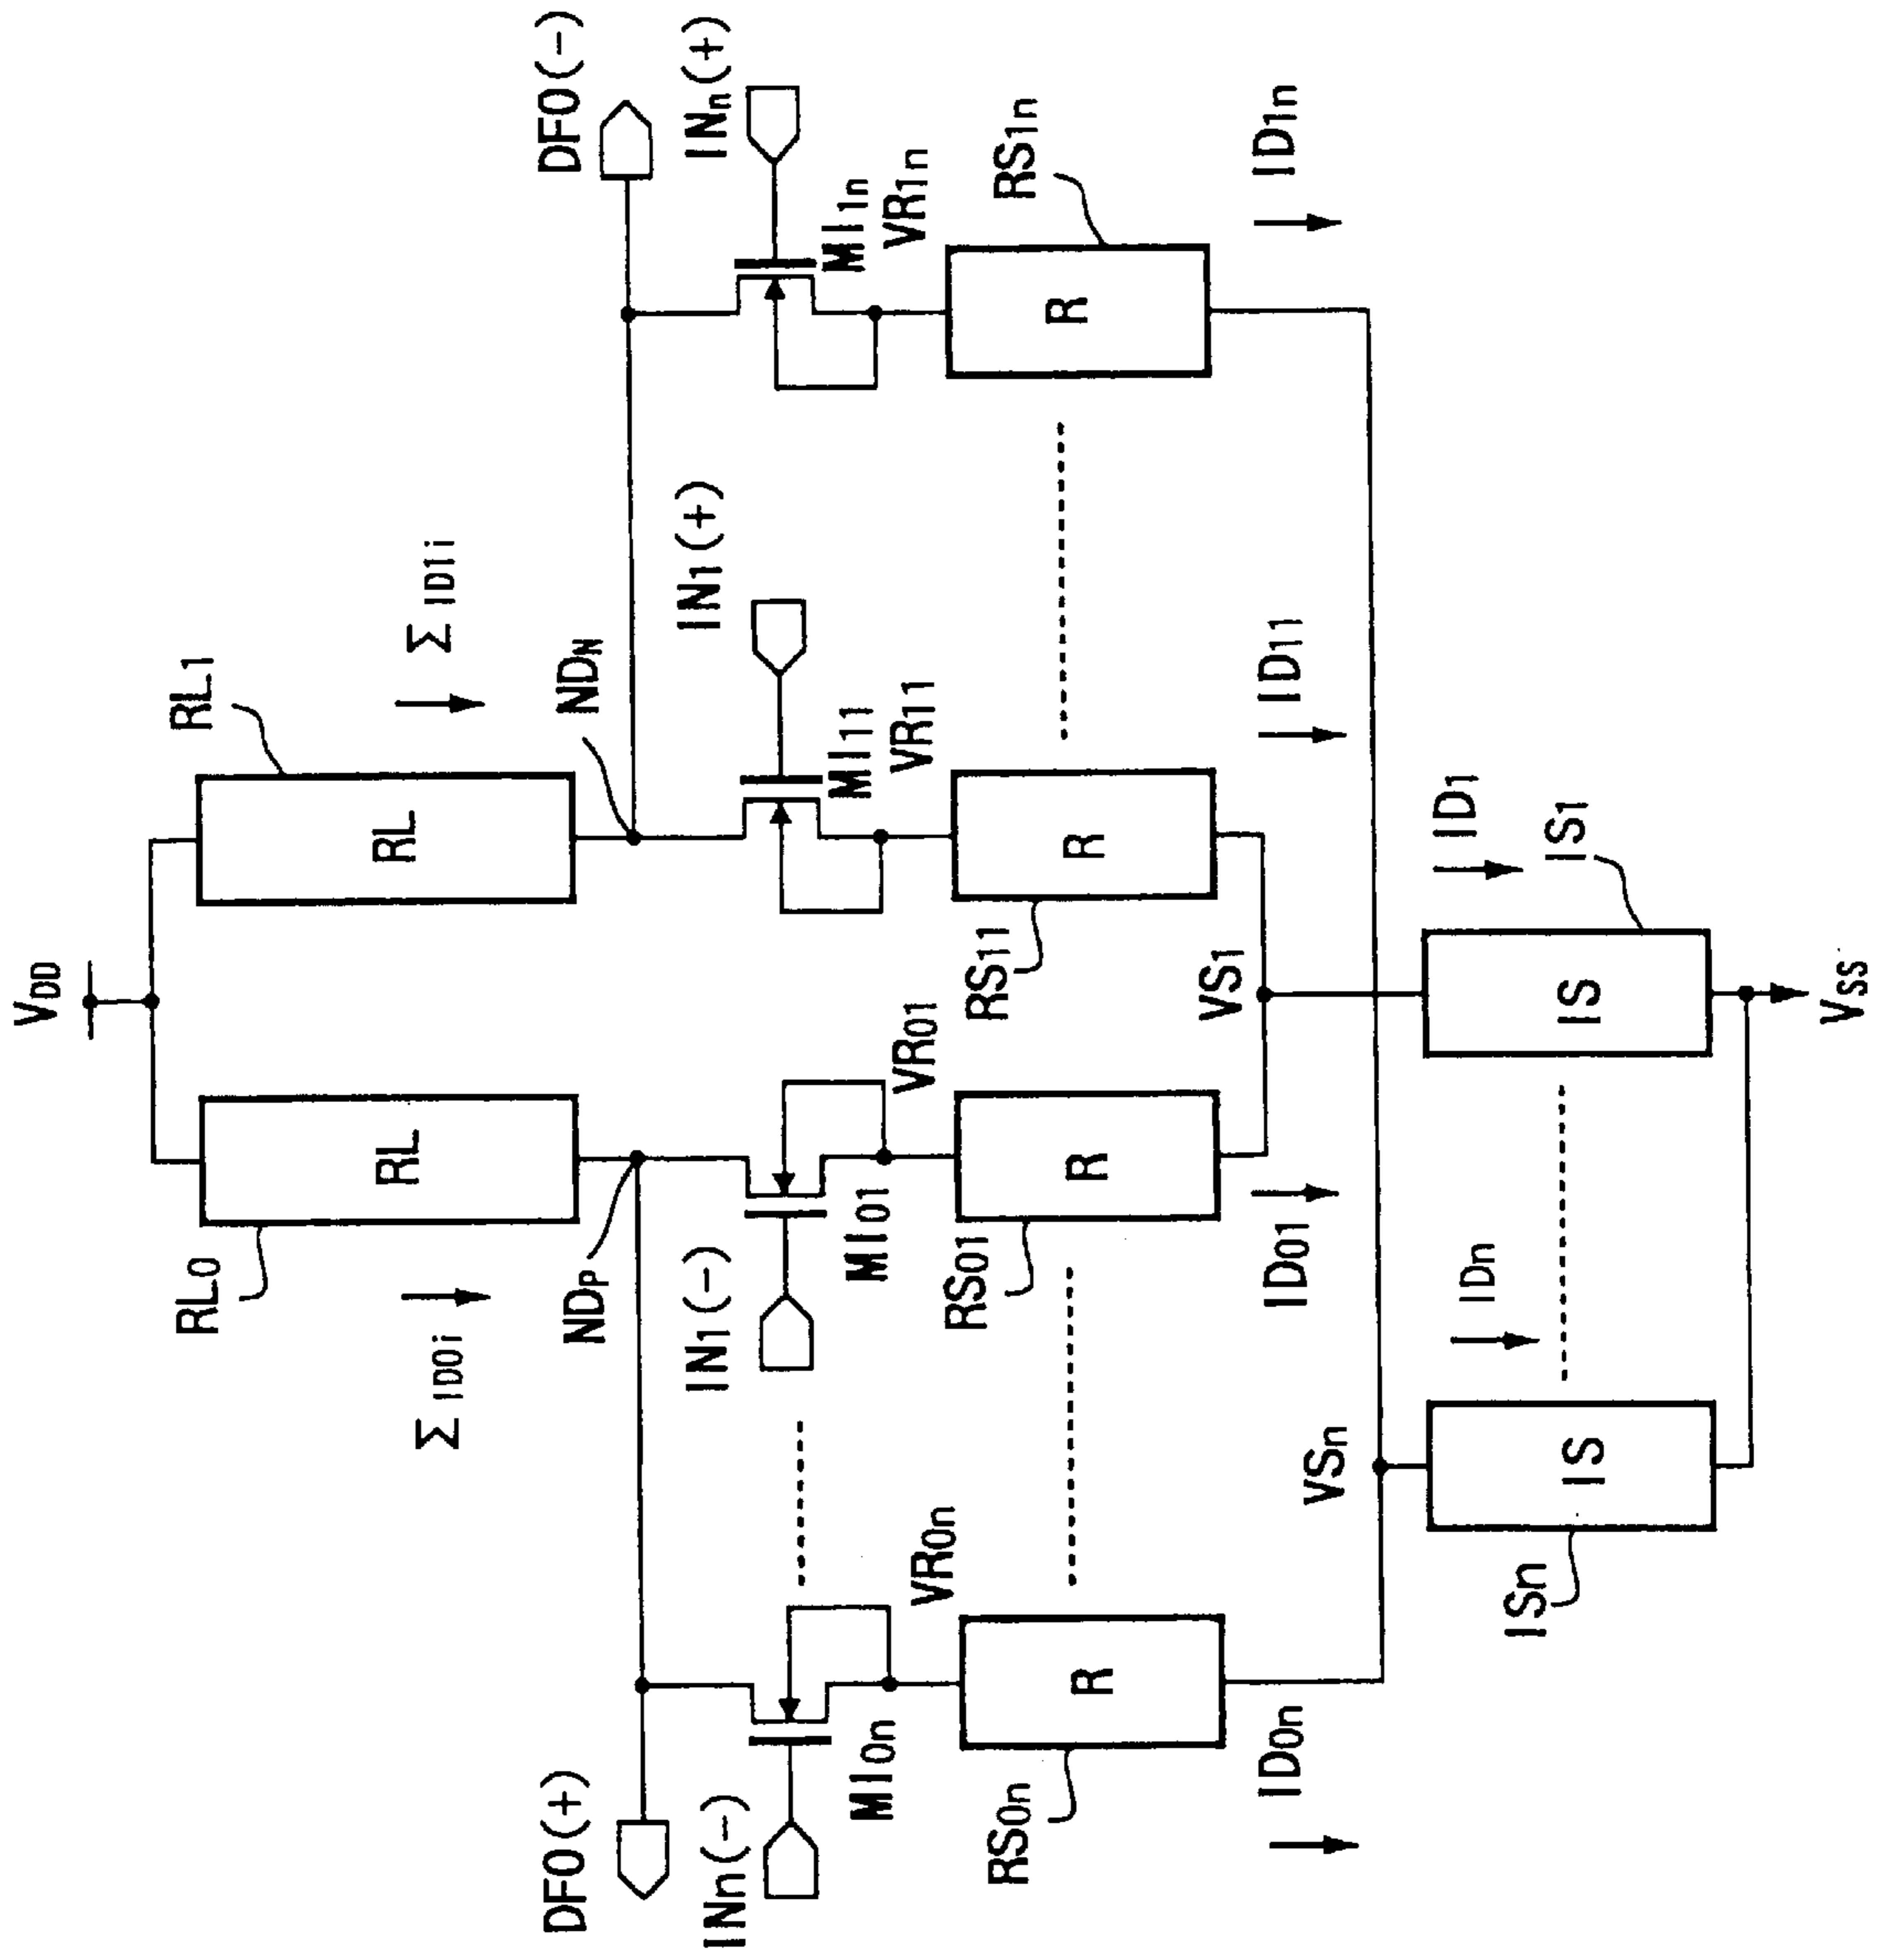 VDD
RL0
RL
RL1
RL
ΣID0i
ΣID1i
NDP
NDN
DFO(+)
DFO(-)
INn(-)
IN1(-)
IN1(+)
INn(+)
MI0n
MI01
MI11
MI1n
VR0n
VR01
VR11
VR1n
RS0n
R
RS01
R
RS11
R
RS1n
R
ID0n
ID01
ID11
ID1n
VSn
VS1
IDn
ID1
ISn
IS
IS1
IS
VSS